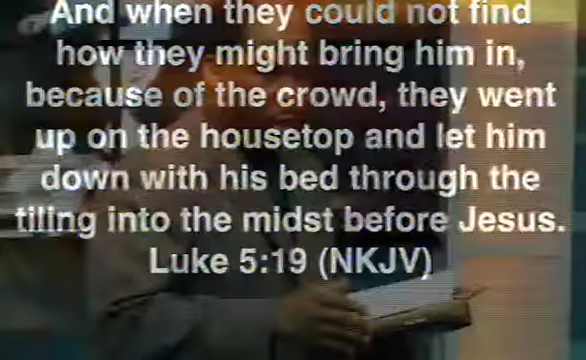 And when they could not find
how they might bring him in,
because of the crowd, they went
up on the housetop and let him
down with his bed through the
tiling into the midst before Jesus.
Luke 5:19 (NKJV)